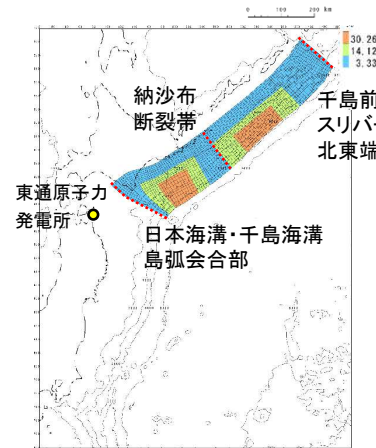 0 100 200 km
30.26
14.12
3.33
納沙布
断裂帯
千島前
スリバー
北東端
東通原子力
発電所
日本海溝・千島海溝
島弧会合部